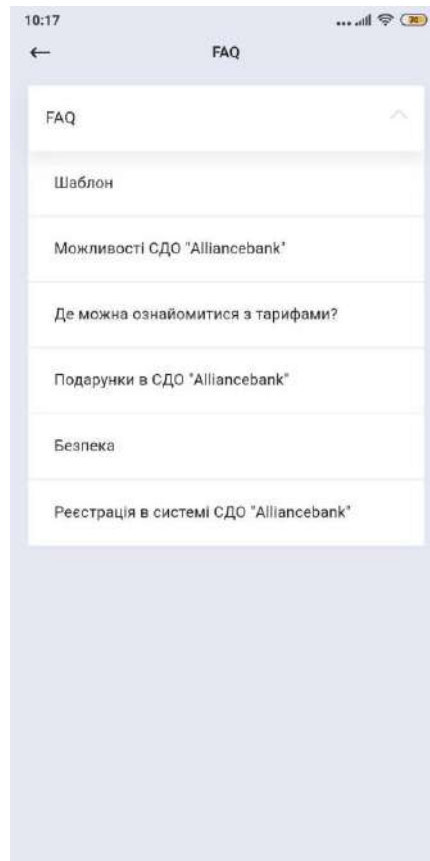 10:17
FAQ
FAQ
Шаблон
Можливості СДО "Alliancebank"
Де можна ознайомитися з тарифами?
Подарунки в СДО "Alliancebank"
Безпека
Реєстрація в системі СДО "Alliancebank"